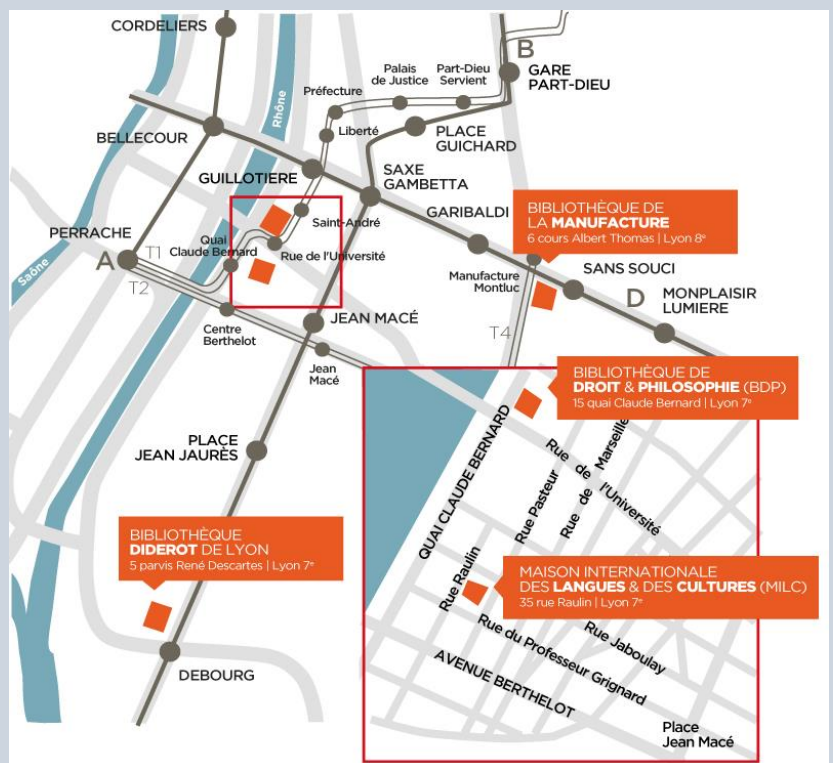 CORDELIERS
B
GARE
PART-DIEU
Palais
de Justice
Part-Dieu
Servient
Préfecture
Rhône
Liberté
PLACE
GUICHARD
BELLECOUR
GUILLOTIERE
SAXE
GAMBETTA
BIBLIOTHÈQUE DE
LA MANUFACTURE
6 cours Albert Thomas | Lyon 8e
GARIBALDI
Saint-André
PERRACHE
A
T1
T2
Quai
Claude Bernard
Rue de l'Université
Saône
Manufacture
Montluc
SANS SOUCI
D
MONPLAISIR
LUMIERE
Centre
Berthelot
JEAN MACÉ
Jean
Macé
T4
BIBLIOTHÈQUE DE
DROIT & PHILOSOPHIE (BDP)
15 quai Claude Bernard | Lyon 7e
PLACE
JEAN JAURÈS
QUAI CLAUDE BERNARD
Rue Pasteur
Rue de Marseille
Rue de l'Université
BIBLIOTHÈQUE
DIDEROT DE LYON
5 parvis René Descartes | Lyon 7e
Rue Raulin
MAISON INTERNATIONALE
DES LANGUES & DES CULTURES (MILC)
35 rue Raulin | Lyon 7e
Rue Jaboulay
Rue du Professeur Grignard
AVENUE BERTHELOT
DEBOURG
Place
Jean Macé